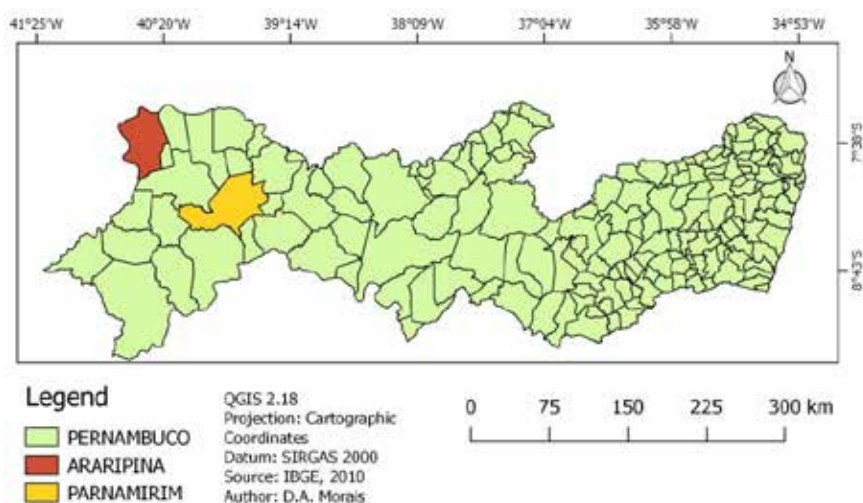 41°25'W 40°20'W 39°14'W 38°09'W 37°04'W 35°58'W 34°53'W
N
7°38'S
8°43'S
Legend
PERNAMBUCO
ARARIPINA
PARNAMIRIM
QGIS 2.18
Projection: Cartographic
Coordinates
Datum: SIRGAS 2000
Source: IBGE, 2010
Author: D.A. Morais
0 75 150 225 300 km